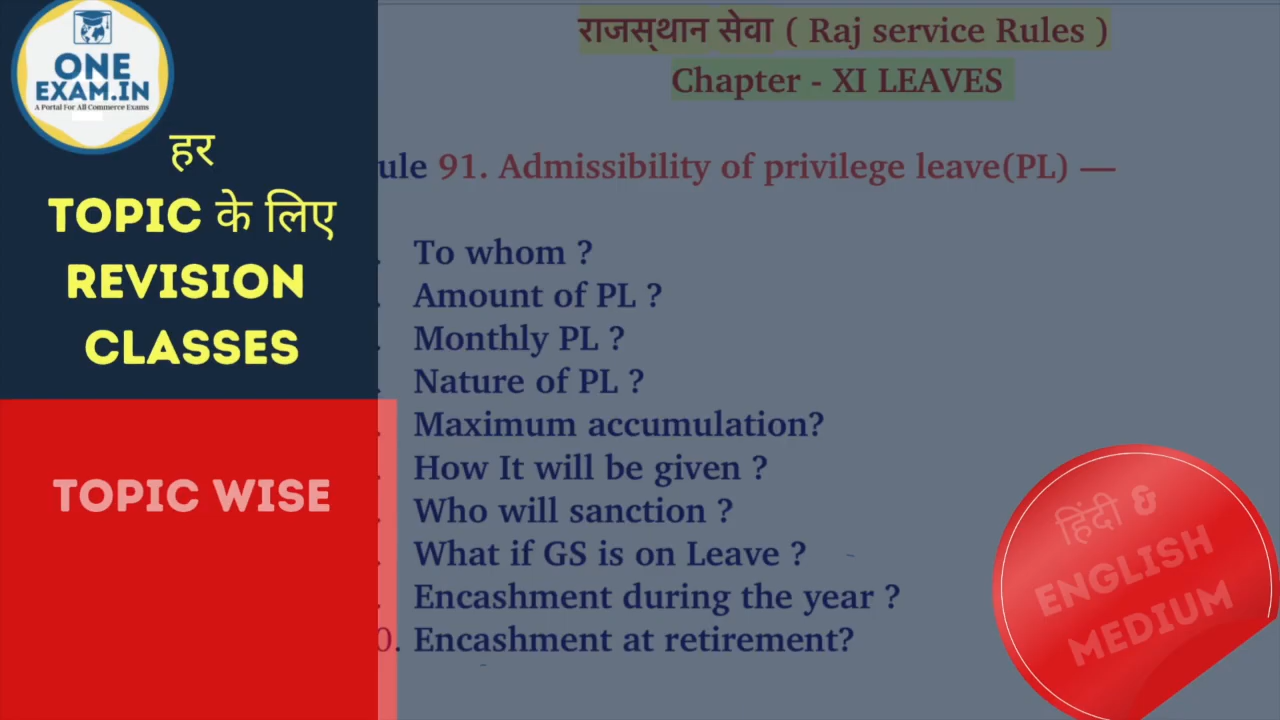 ONE
EXAM.IN
A Portal For All Commerce Exams
हर
TOPIC के लिए
REVISION
CLASSES
TOPIC WISE
राजस्थान सेवा ( Raj service Rules )
Chapter - XI LEAVES
ule 91. Admissibility of privilege leave(PL) —
. To whom ?
. Amount of PL ?
. Monthly PL ?
. Nature of PL ?
. Maximum accumulation?
. How It will be given ?
. Who will sanction ?
. What if GS is on Leave ?
. Encashment during the year ?
0. Encashment at retirement?
हिंदी &
ENGLISH
MEDIUM